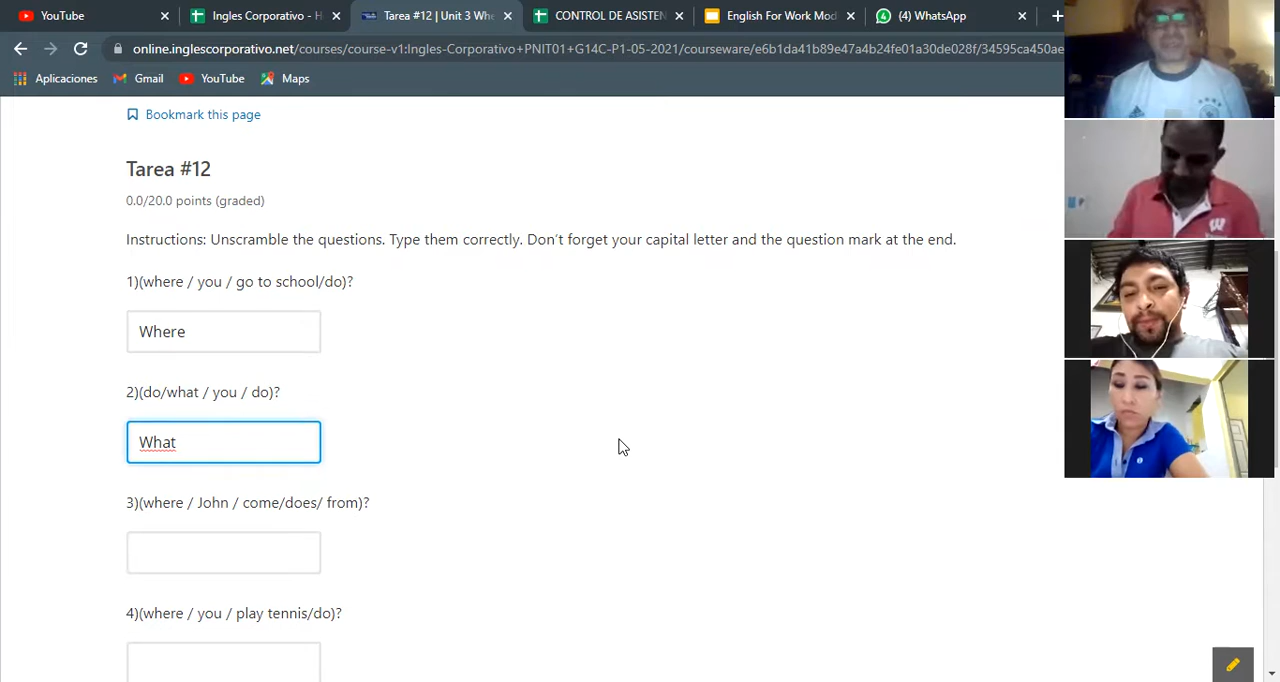 YouTube
Ingles Corporativo - H
Tarea #12 | Unit 3 Whe
CONTROL DE ASISTEN
English For Work Mod
(4) WhatsApp
online.inglescorporativo.net/courses/course-v1:Ingles-Corporativo+PNIT01+G14C-P1-05-2021/courseware/e6b1da41b89e47a4b24fe01a30de028f/34595ca450ae
Aplicaciones
Gmail
YouTube
Maps
Bookmark this page
Tarea #12
0.0/20.0 points (graded)
Instructions: Unscramble the questions. Type them correctly. Don't forget your capital letter and the question mark at the end.
1)(where / you / go to school/do)?
Where
2)(do/what / you / do)?
What
3)(where / John / come/does/ from)?
4)(where / you / play tennis/do)?
W